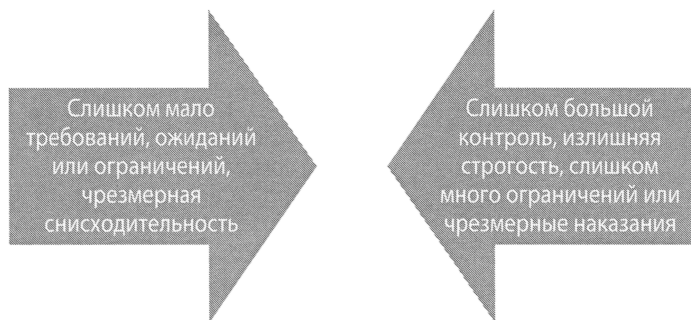 Слишком мало
требований, ожиданий
или ограничений,
чрезмерная
снисходительность
Слишком большой
контроль, излишняя
строгость, слишком
много ограничений или
чрезмерные наказания